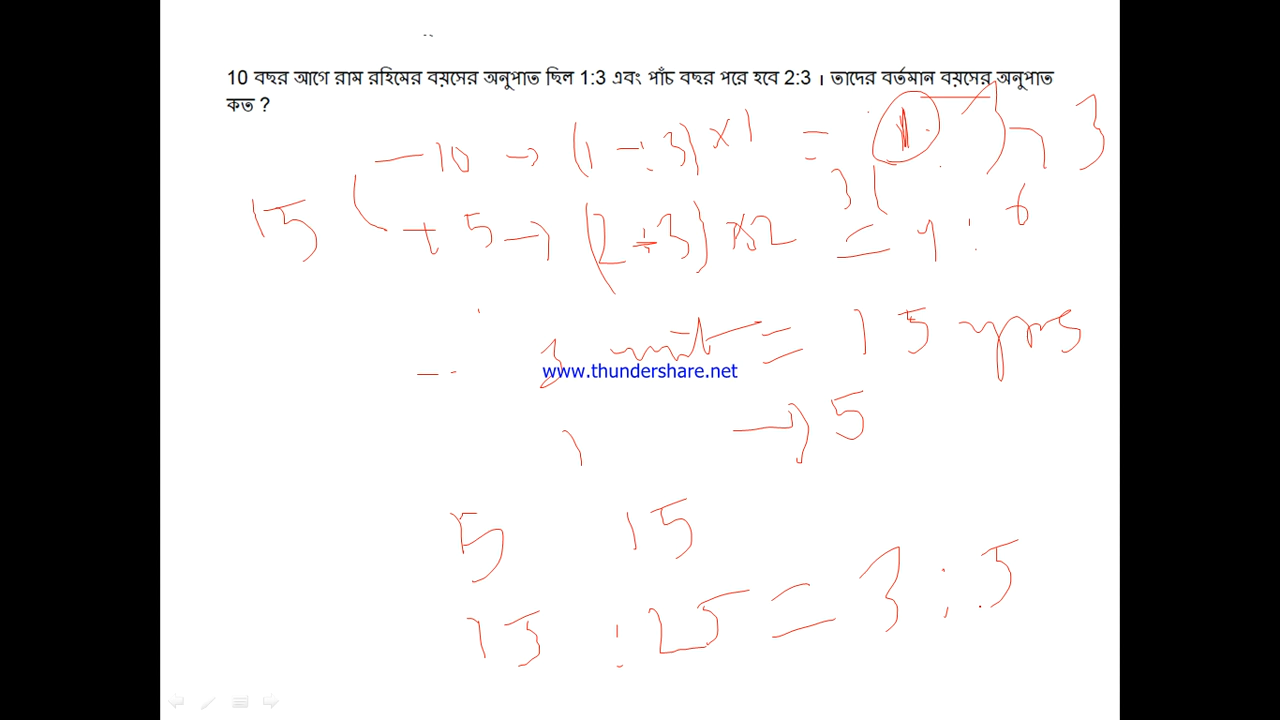 10 বছর আগে রাম রহিমের বয়সের অনুপাত ছিল 1:3 এবং পাঁচ বছর পরে হবে 2:3 । তাদের বর্তমান বয়সের অনুপাত
কত ?
- 10 → (1 ÷ 3) × 1 = 1 : 3 → 3
15
+ 5 → (2 ÷ 3) × 2 = 4 : 6
3 unit = 15 yrs
www.thundershare.net
1 → 5
5 15
15 : 25 = 3 : 5